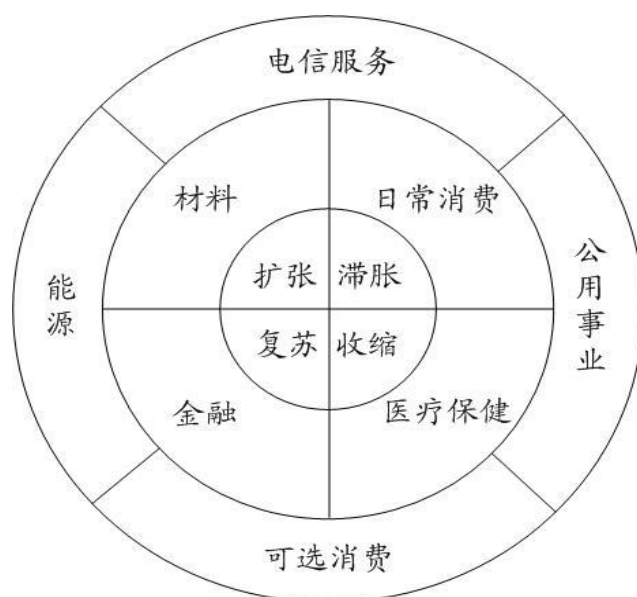 电信服务
材料
日常消费
扩张
滞胀
能源
公用事业
复苏
收缩
金融
医疗保健
可选消费